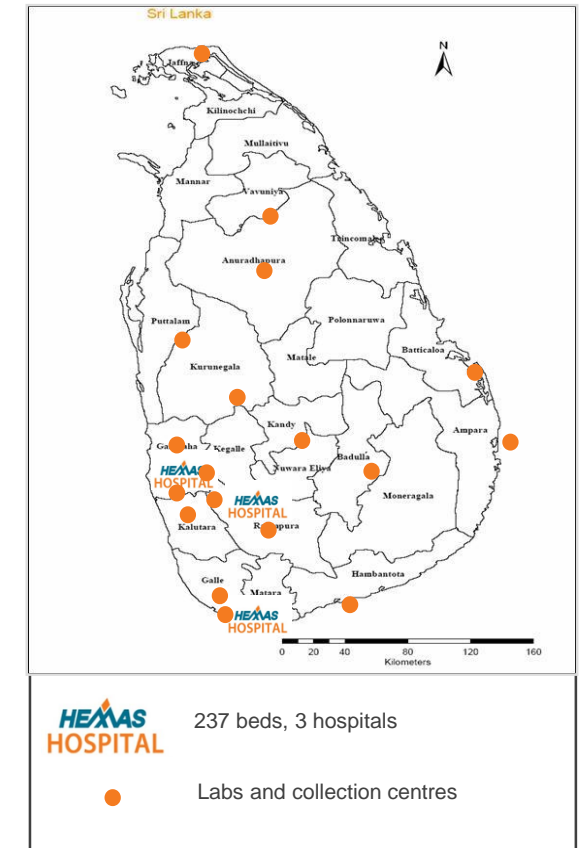 Sri Lanka
N
Jaffna
Kilinochchi
Mullaitivu
Mannar
Vavuniya
Trincomalee
Anuradhapura
Puttalam
Polonnaruwa
Kurunegala
Matale
Batticaloa
Kandy
Ampara
Kegalle
Badulla
Nuwara Eliya
HEMAS
HOSPITAL
Moneragala
HEMAS
HOSPITAL
Kalutara
Hambantota
Galle
Matara
HEMAS
HOSPITAL
0 20 40 80 120 160
Kilometers
HEMAS
HOSPITAL
237 beds, 3 hospitals
Labs and collection centres